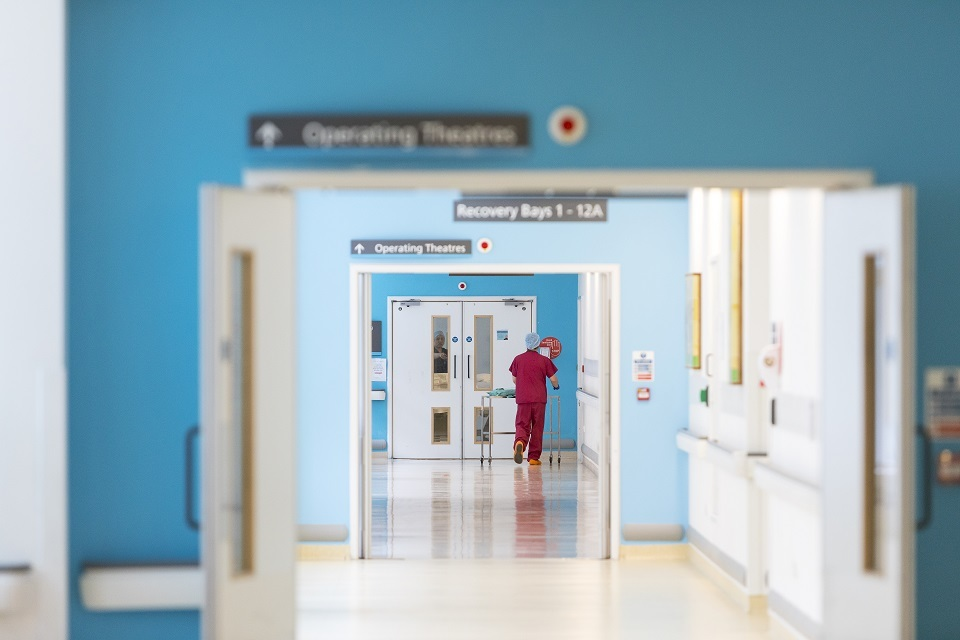 Operating Theatres
Recovery Bays 1 - 12A
Operating Theatres